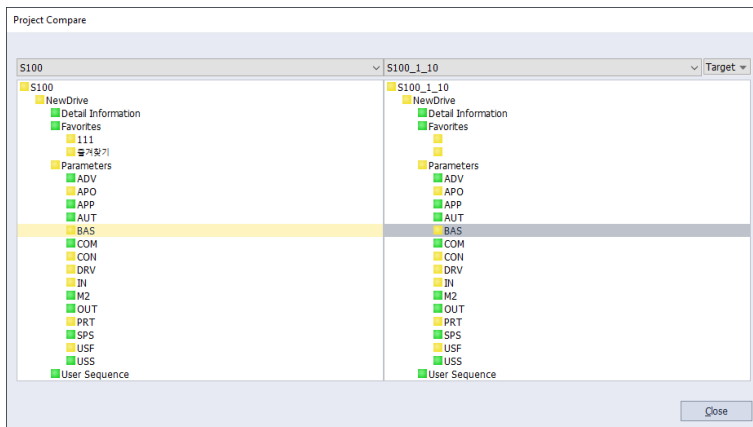 Project Compare
S100
S100_1_10
Target
S100
NewDrive
Detail Information
Favorites
111
즐겨찾기
Parameters
ADV
APO
APP
AUT
BAS
COM
CON
DRV
IN
M2
OUT
PRT
SPS
USF
USS
User Sequence
S100_1_10
NewDrive
Detail Information
Favorites
Parameters
ADV
APO
APP
AUT
BAS
COM
CON
DRV
IN
M2
OUT
PRT
SPS
USF
USS
User Sequence
Close